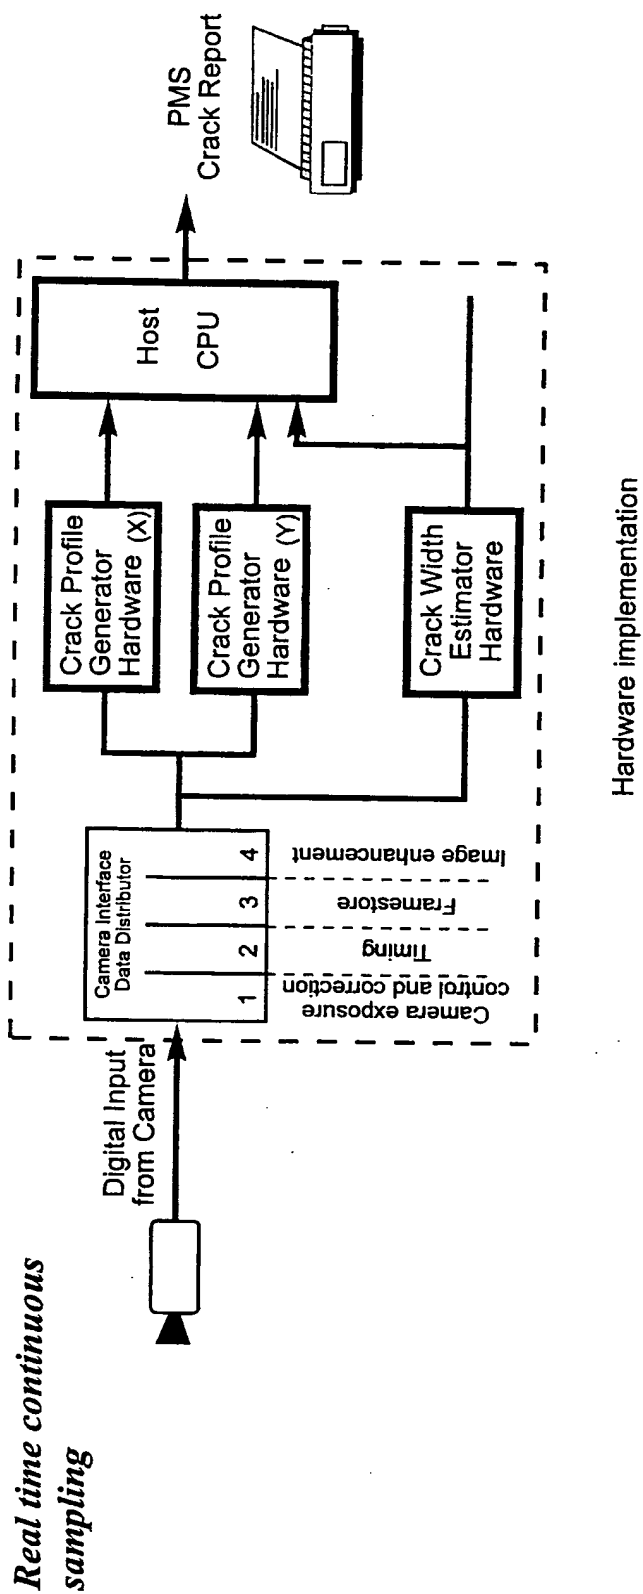 Real time continuous
sampling
Digital Input
from Camera
Camera Interface
Data Distributor
1
2
3
4
Camera exposure
control and correction
Timing
Framestore
Image enhancement
Crack Profile
Generator
Hardware (X)
Crack Profile
Generator
Hardware (Y)
Crack Width
Estimator
Hardware
Host
CPU
PMS
Crack Report
Hardware implementation